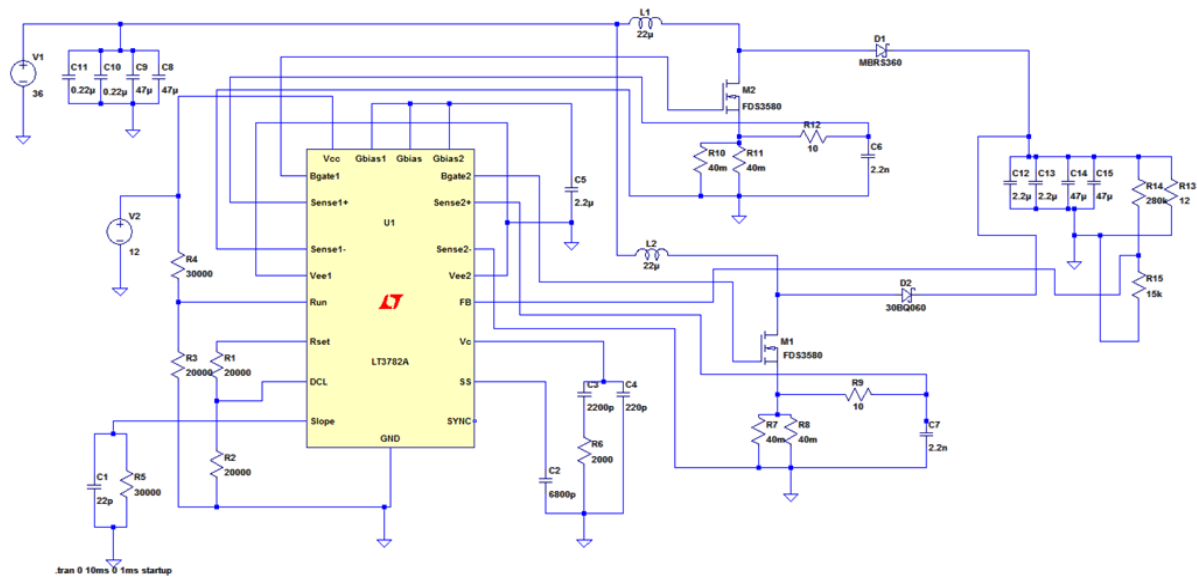 L1
22µ
D1
MBRS360
V1
36
C11
0.22µ
C10
0.22µ
C9
47µ
C8
47µ
M2
FDS3580
R12
10
C6
2.2n
R10
40m
R11
40m
Vcc
Gbias1
Gbias
Gbias2
Bgate1
Bgate2
Sense1+
Sense2+
U1
Sense1-
Sense2-
Vee1
Vee2
Run
FB
Rset
Vc
LT3782A
DCL
SS
Slope
SYNC
GND
C5
2.2µ
C12
2.2µ
C13
2.2µ
C14
47µ
C15
47µ
R14
280k
R13
12
R15
15k
V2
12
R4
30000
L2
22µ
D2
30BQ060
M1
FDS3580
R3
20000
R1
20000
R2
20000
C3
2200p
C4
220p
R6
2000
C2
6800p
R9
10
C7
2.2n
R7
40m
R8
40m
C1
22p
R5
30000
.tran 0 10ms 0 1ms startup